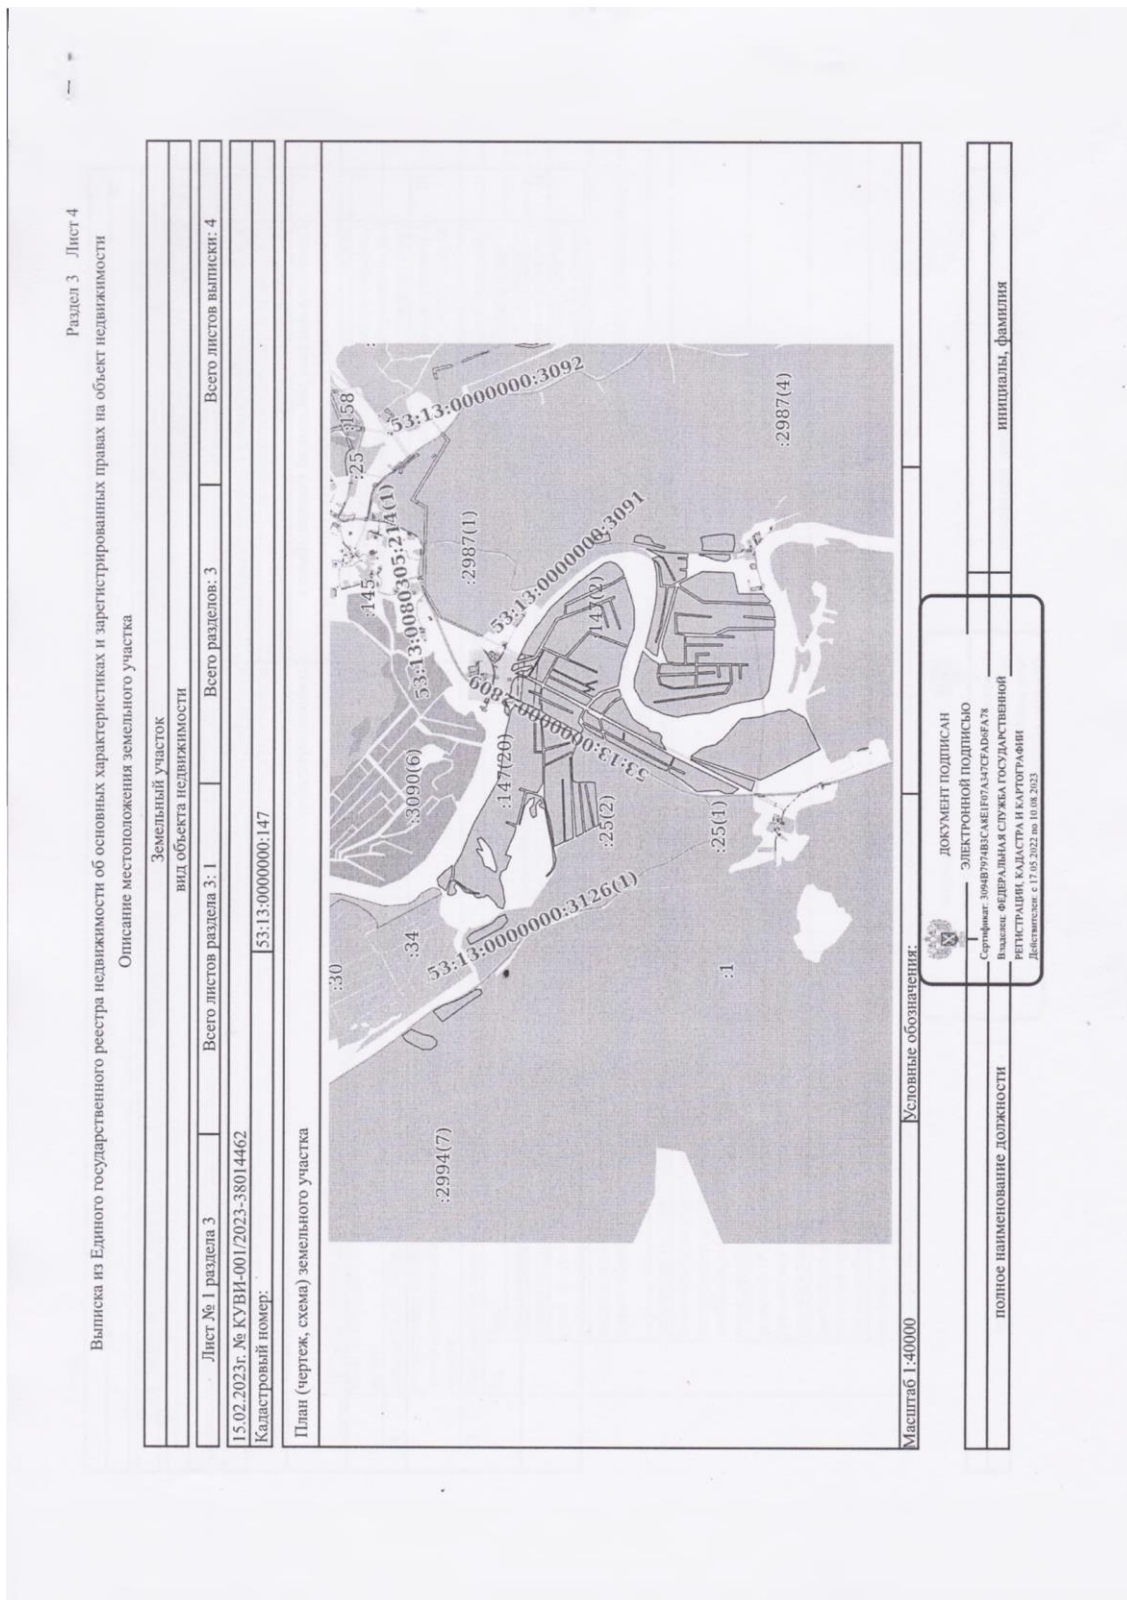 Раздел 3 Лист 4
Выписка из Единого государственного реестра недвижимости об основных характеристиках и зарегистрированных правах на объект недвижимости
Описание местоположения земельного участка
Земельный участок
вид объекта недвижимости
Лист № 1 раздела 3 Всего листов раздела 3: 1 Всего разделов: 3 Всего листов выписки: 4
15.02.2023г. № КУВИ-001/2023-38014462
Кадастровый номер: 53:13:0000000:147
План (чертеж, схема) земельного участка
:30
:158
:25
:145
53:13:0080305:214(1)
53:13:0000000:3092
:34
:3090(6)
:2987(1)
:2994(7)
53:13:0000000:3126(1)
:147(20)
53:13:0000000:2809
53:13:0000000:3091
147(2)
:25(2)
:25(1)
:1
:2987(4)
Масштаб 1:40000 Условные обозначения:
ДОКУМЕНТ ПОДПИСАН
ЭЛЕКТРОННОЙ ПОДПИСЬЮ
Сертификат: 3094B7974B3CA8E1F07A347CFAD6FA78
Владелец: ФЕДЕРАЛЬНАЯ СЛУЖБА ГОСУДАРСТВЕННОЙ
РЕГИСТРАЦИИ, КАДАСТРА И КАРТОГРАФИИ
Действителен: с 17.05.2022 по 10.08.2023
полное наименование должности инициалы, фамилия